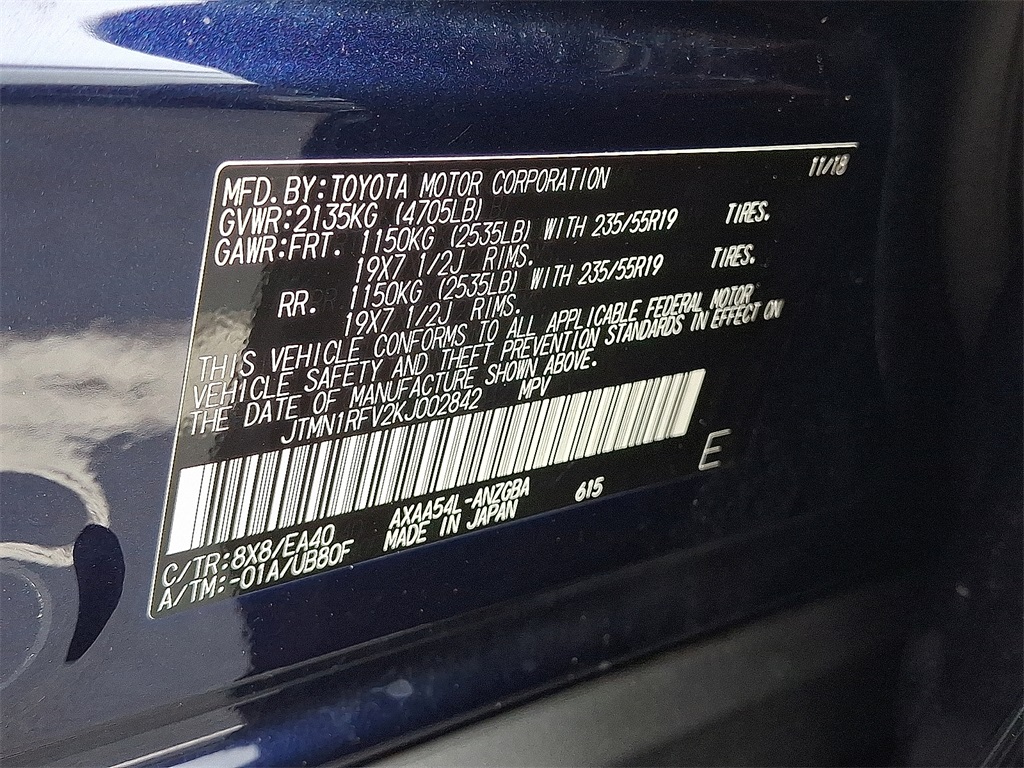 11/18
MFD. BY: TOYOTA MOTOR CORPORATION
GVWR: 2135KG (4705LB)
GAWR: FRT. 1150KG (2535LB) WITH 235/55R19 TIRES.
19X7 1/2J RIMS.
RR. 1150KG (2535LB) WITH 235/55R19 TIRES.
19X7 1/2J RIMS.
THIS VEHICLE CONFORMS TO ALL APPLICABLE FEDERAL MOTOR
VEHICLE SAFETY AND THEFT PREVENTION STANDARDS IN EFFECT ON
THE DATE OF MANUFACTURE SHOWN ABOVE.
JTMN1RFV2KJ002842 MPV
E
C/TR: 8X8/EA40 AXAA54L-ANZGBA 615
A/TM: -01A/UB80F MADE IN JAPAN